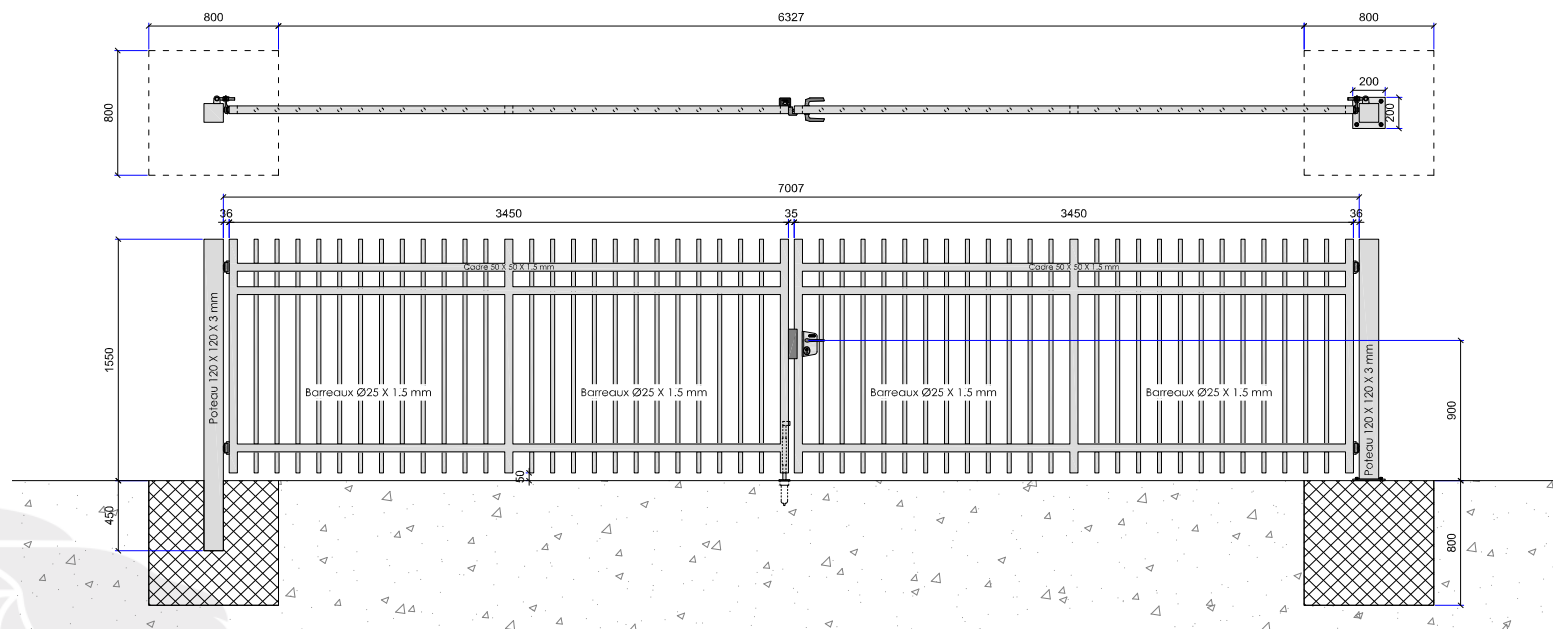 800
6327
800
800
200
200
7007
36
3450
35
3450
36
Cadre 50 X 50 X 1.5 mm
Cadre 50 X 50 X 1.5 mm
1550
Poteau 120 X 120 X 3 mm
Barreaux Ø25 X 1.5 mm
Barreaux Ø25 X 1.5 mm
Barreaux Ø25 X 1.5 mm
Barreaux Ø25 X 1.5 mm
Poteau 120 X 120 X 3 mm
900
50
450
800